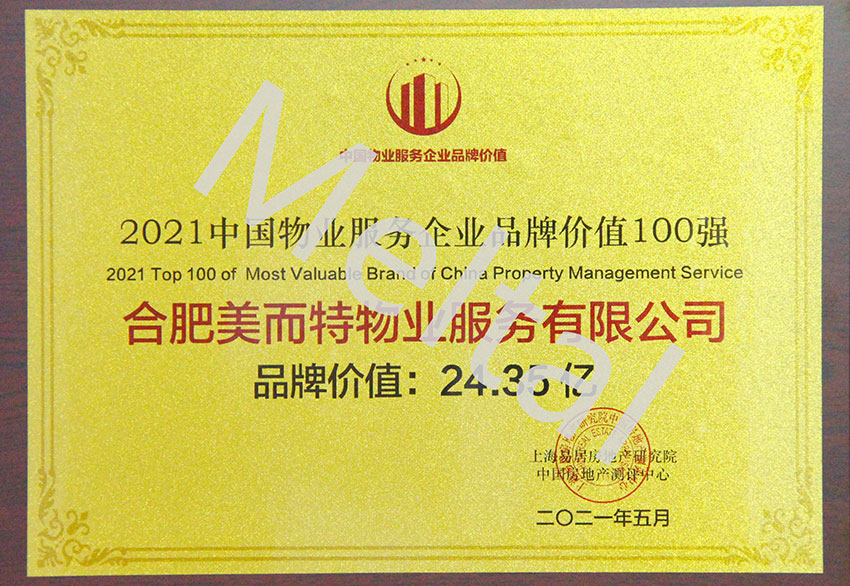 中国物业服务企业品牌价值
2021中国物业服务企业品牌价值100强
2021 Top 100 of Most Valuable Brand of China Property Management Service
合肥美而特物业服务有限公司
品牌价值：24.35 亿
上海易居房地产研究院
中国房地产测评中心
二〇二一年五月
Meltal